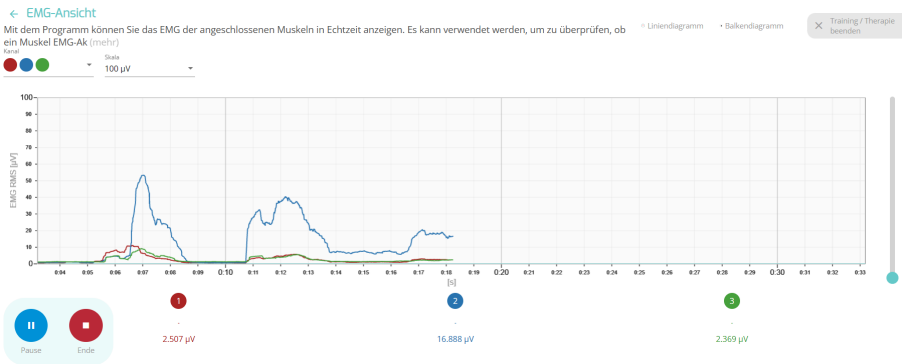 ← EMG-Ansicht
Mit dem Programm können Sie das EMG der angeschlossenen Muskeln in Echtzeit anzeigen. Es kann verwendet werden, um zu überprüfen, ob
ein Muskel EMG-Ak (mehr)
Liniendiagramm
Balkendiagramm
Training / Therapie
beenden
Kanal
Skala
100 µV
EMG RMS [µV]
100
90
80
70
60
50
40
30
20
10
0
0:04 0:05 0:06 0:07 0:08 0:09 0:10 0:11 0:12 0:13 0:14 0:15 0:16 0:17 0:18 0:19 0:20 0:21 0:22 0:23 0:24 0:25 0:26 0:27 0:28 0:29 0:30 0:31 0:32 0:33
[s]
1 2 3
- - -
2.507 µV 16.888 µV 2.369 µV
Pause Ende